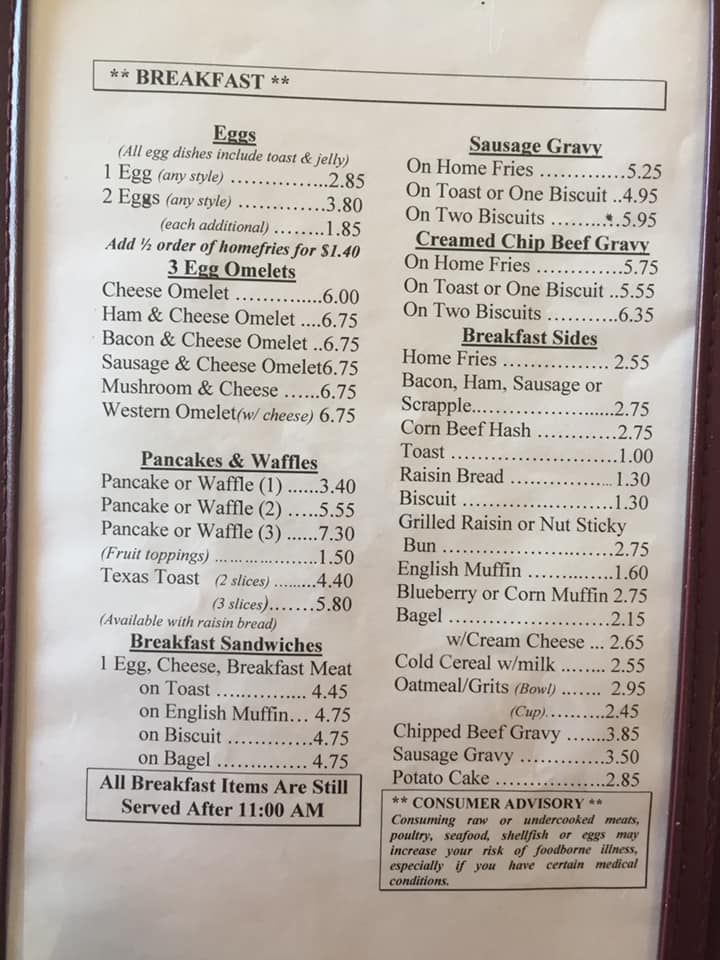 ** BREAKFAST **
Eggs
(All egg dishes include toast & jelly)
1 Egg (any style) ...............2.85
2 Eggs (any style) ..............3.80
(each additional) ........1.85
Add ½ order of homefries for $1.40
3 Egg Omelets
Cheese Omelet ...............6.00
Ham & Cheese Omelet ....6.75
Bacon & Cheese Omelet ..6.75
Sausage & Cheese Omelet6.75
Mushroom & Cheese ......6.75
Western Omelet(w/ cheese) 6.75
Pancakes & Waffles
Pancake or Waffle (1) ......3.40
Pancake or Waffle (2) .....5.55
Pancake or Waffle (3) ......7.30
(Fruit toppings) ..................1.50
Texas Toast (2 slices) .........4.40
(3 slices).......5.80
(Available with raisin bread)
Breakfast Sandwiches
1 Egg, Cheese, Breakfast Meat
on Toast ............... 4.45
on English Muffin... 4.75
on Biscuit .............4.75
on Bagel ............... 4.75
All Breakfast Items Are Still
Served After 11:00 AM
Sausage Gravy
On Home Fries .............5.25
On Toast or One Biscuit ..4.95
On Two Biscuits ...........5.95
Creamed Chip Beef Gravy
On Home Fries .............5.75
On Toast or One Biscuit ..5.55
On Two Biscuits ...........6.35
Breakfast Sides
Home Fries ................ 2.55
Bacon, Ham, Sausage or
Scrapple.......................2.75
Corn Beef Hash ............2.75
Toast .........................1.00
Raisin Bread ................1.30
Biscuit .......................1.30
Grilled Raisin or Nut Sticky
Bun ..........................2.75
English Muffin .............1.60
Blueberry or Corn Muffin 2.75
Bagel .........................2.15
w/Cream Cheese ... 2.65
Cold Cereal w/milk ........ 2.55
Oatmeal/Grits (Bowl) ....... 2.95
(Cup)..........2.45
Chipped Beef Gravy ......3.85
Sausage Gravy .............3.50
Potato Cake .................2.85
** CONSUMER ADVISORY **
Consuming raw or undercooked meats,
poultry, seafood, shellfish or eggs may
increase your risk of foodborne illness,
especially if you have certain medical
conditions.